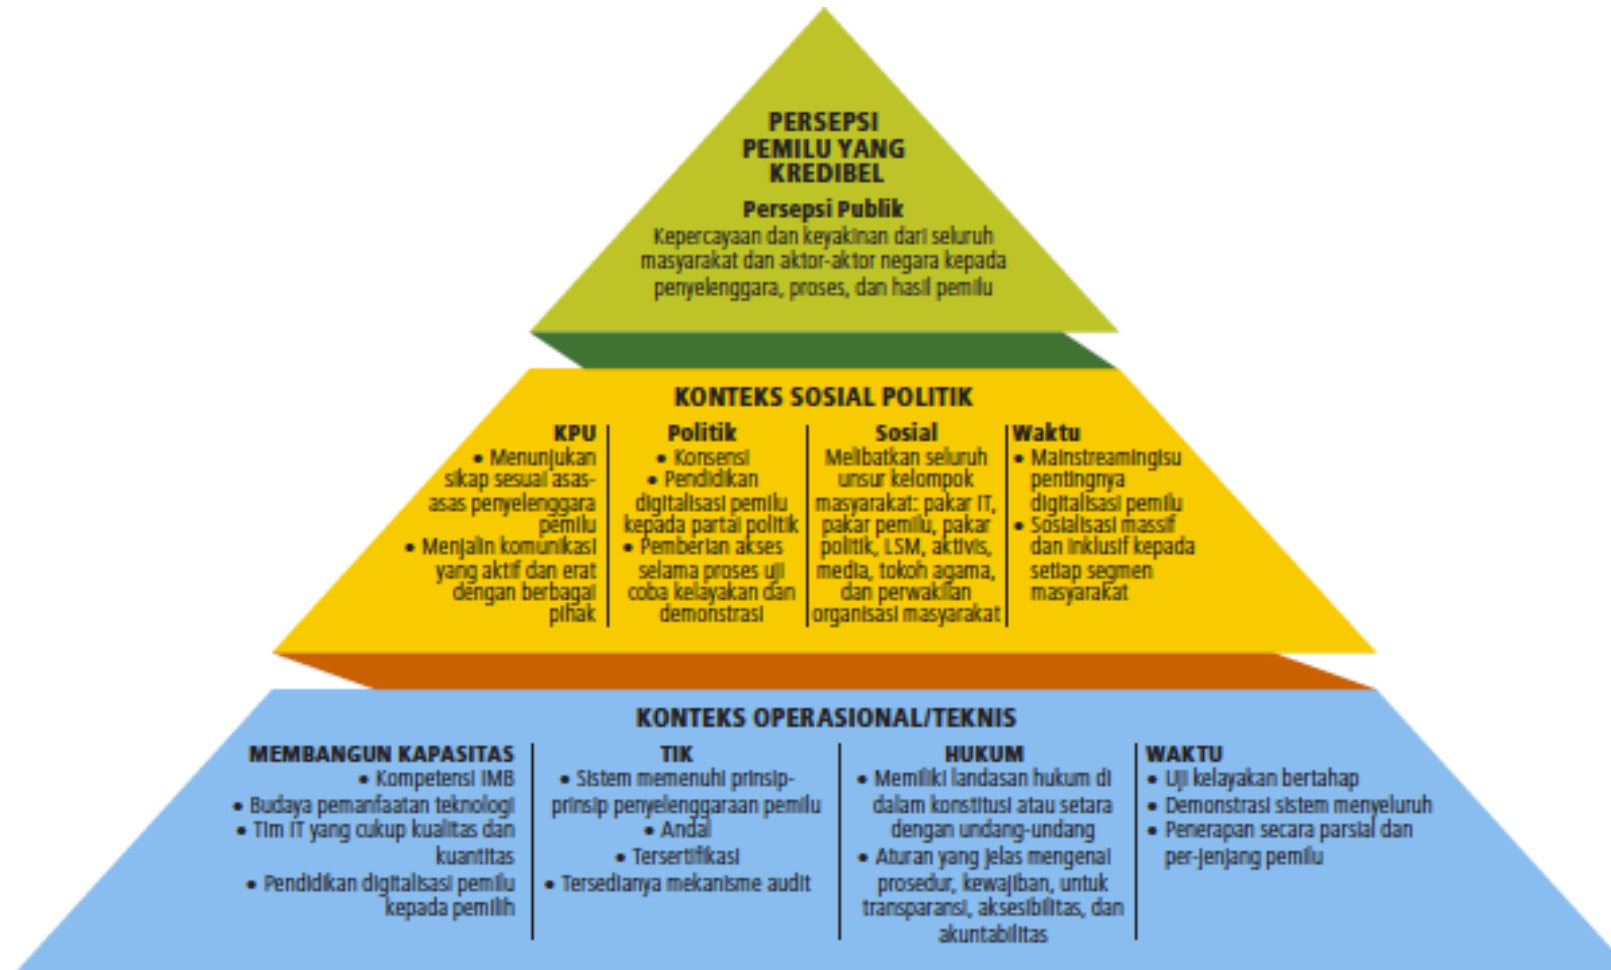 PERSEPSI
PEMILU YANG
KREDIBEL
Persepsi Publik
Kepercayaan dan keyakinan dari seluruh
masyarakat dan aktor-aktor negara kepada
penyelenggara, proses, dan hasil pemilu
KONTEKS SOSIAL POLITIK
KPU
• Menunjukan
sikap sesuai asas-
asas penyelenggara
pemilu
• Menjalin komunikasi
yang aktif dan erat
dengan berbagai
pihak
Politik
• Konsensi
• Pendidikan
digitalisasi pemilu
kepada partai politik
• Pemberian akses
selama proses uji
coba kelayakan dan
demonstrasi
Sosial
Melibatkan seluruh
unsur kelompok
masyarakat: pakar IT,
pakar pemilu, pakar
politik, LSM, aktivis,
media, tokoh agama,
dan perwakilan
organisasi masyarakat
Waktu
• Mainstreamingisu
pentingnya
digitalisasi pemilu
• Sosialisasi massif
dan inklusif kepada
setiap segmen
masyarakat
KONTEKS OPERASIONAL/TEKNIS
MEMBANGUN KAPASITAS
• Kompetensi IMB
• Budaya pemanfaatan teknologi
• Tim IT yang cukup kualitas dan
kuantitas
• Pendidikan digitalisasi pemilu
kepada pemilih
TIK
• Sistem memenuhi prinsip-
prinsip penyelenggaraan pemilu
• Andal
• Tersertifikasi
• Tersedianya mekanisme audit
HUKUM
• Memiliki landasan hukum di
dalam konstitusi atau setara
dengan undang-undang
• Aturan yang jelas mengenai
prosedur, kewajiban, untuk
transparansi, aksesibilitas, dan
akuntabilitas
WAKTU
• Uji kelayakan bertahap
• Demonstrasi sistem menyeluruh
• Penerapan secara parsial dan
per-jenjang pemilu